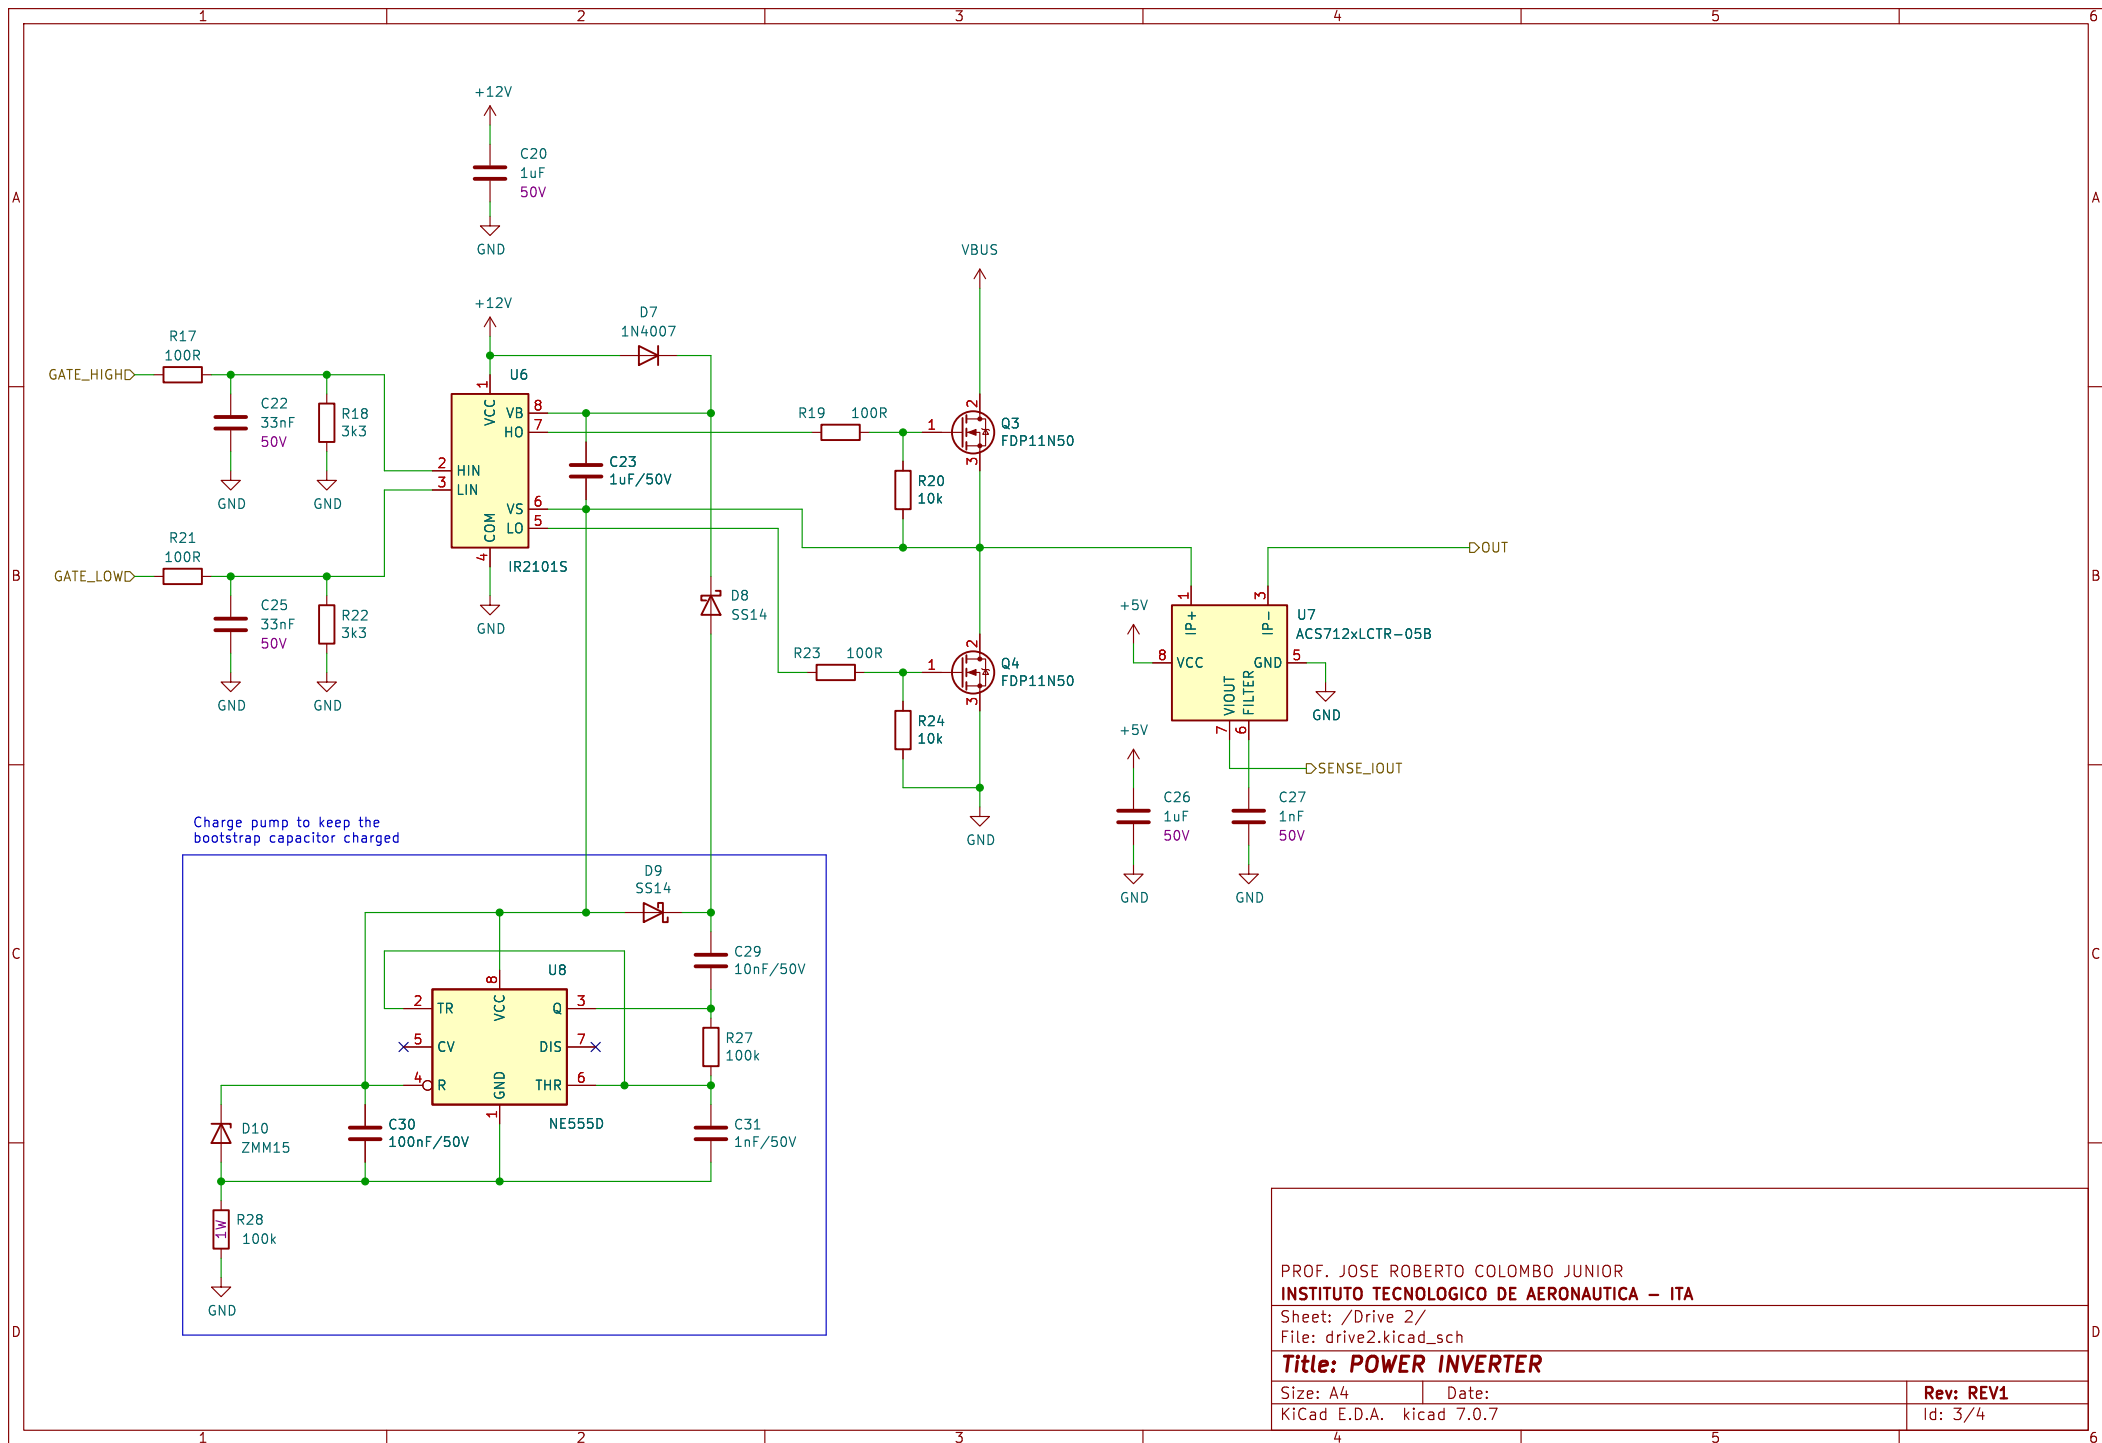 1 2 3 4 5 6
A A
B B
C C
D D
1 2 3 4 5 6
+12V
C20
1uF
50V
GND
+12V
D7
1N4007
VBUS
R17
100R
GATE_HIGH
C22
33nF
50V
R18
3k3
GND
GND
R21
100R
GATE_LOW
C25
33nF
50V
R22
3k3
GND
GND
U6
1
VCC
VB 8
HO 7
2 HIN
3 LIN
VS 6
LO 5
COM
4
IR2101S
GND
C23
1uF/50V
D8
SS14
R19 100R
1
2
3
Q3
FDP11N50
R20
10k
R23 100R
1
2
3
Q4
FDP11N50
R24
10k
GND
OUT
+5V
1
IP+
3
IP-
U7
ACS712xLCTR-05B
8 VCC
GND 5
VIOUT
FILTER
7
6
GND
SENSE_IOUT
+5V
C26
1uF
50V
GND
C27
1nF
50V
GND
Charge pump to keep the
bootstrap capacitor charged
D9
SS14
C29
10nF/50V
U8
8
VCC
2 TR
Q 3
5 CV
DIS 7
4 R
THR 6
GND
1
NE555D
R27
100k
C31
1nF/50V
C30
100nF/50V
D10
ZMM15
1W
R28
100k
GND
PROF. JOSE ROBERTO COLOMBO JUNIOR
INSTITUTO TECNOLOGICO DE AERONAUTICA - ITA
Sheet: /Drive 2/
File: drive2.kicad_sch
Title: POWER INVERTER
Size: A4 Date: Rev: REV1
KiCad E.D.A. kicad 7.0.7 Id: 3/4